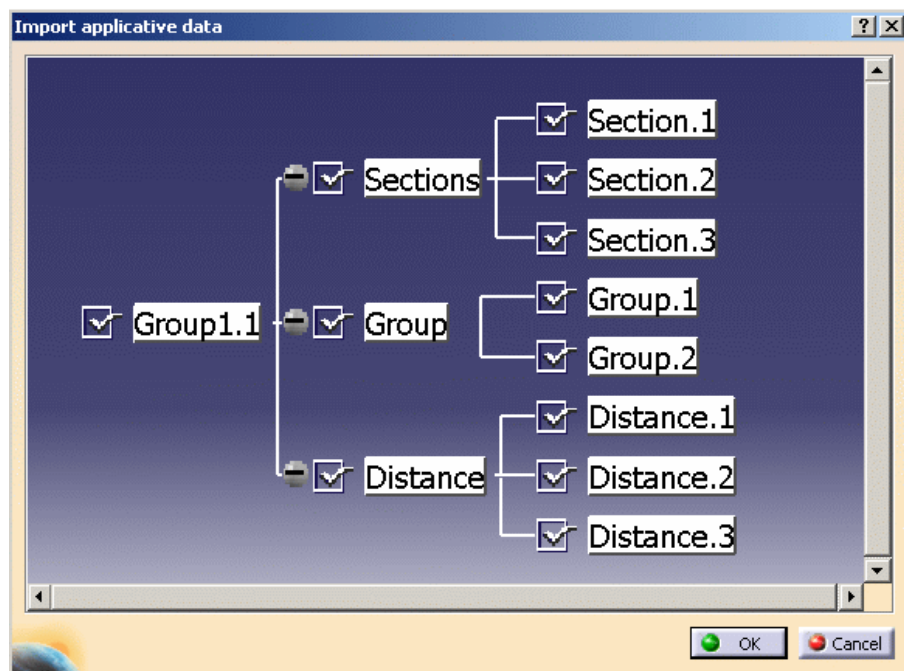 Import applicative data
Section.1
Sections
Section.2
Section.3
Group1.1
Group
Group.1
Group.2
Distance.1
Distance
Distance.2
Distance.3
OK
Cancel